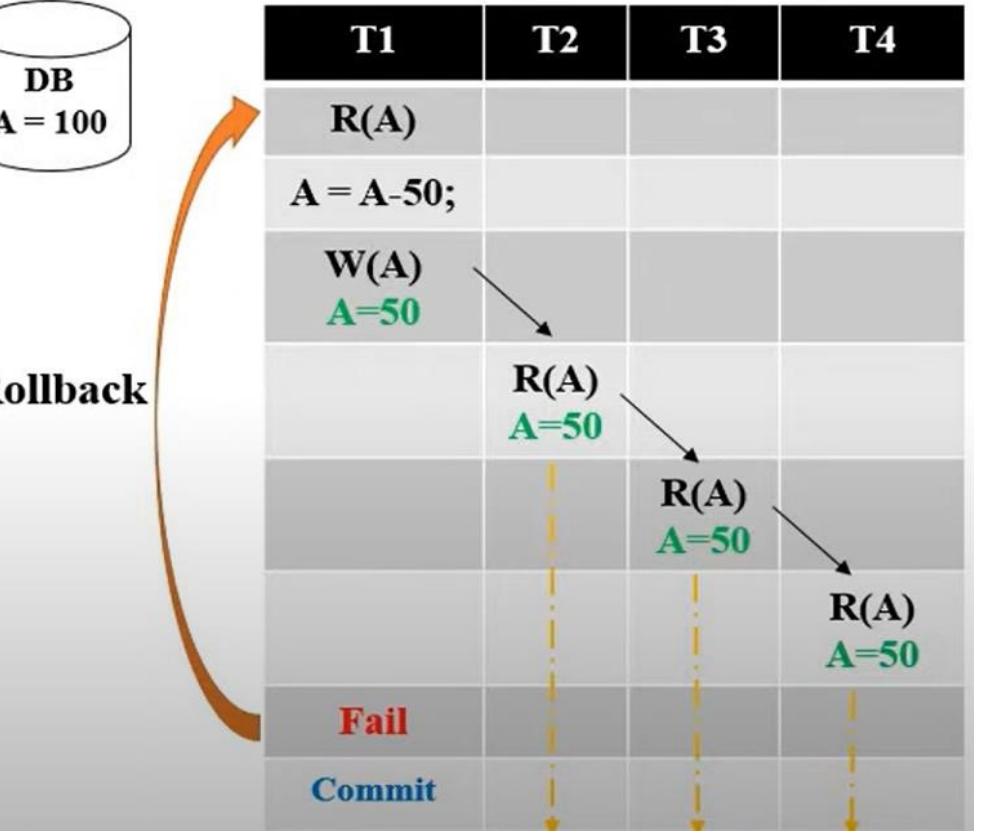 DB
A = 100
T1 T2 T3 T4
R(A)
A = A-50;
W(A)
A=50
ollback
R(A)
A=50
R(A)
A=50
R(A)
A=50
Fail
Commit